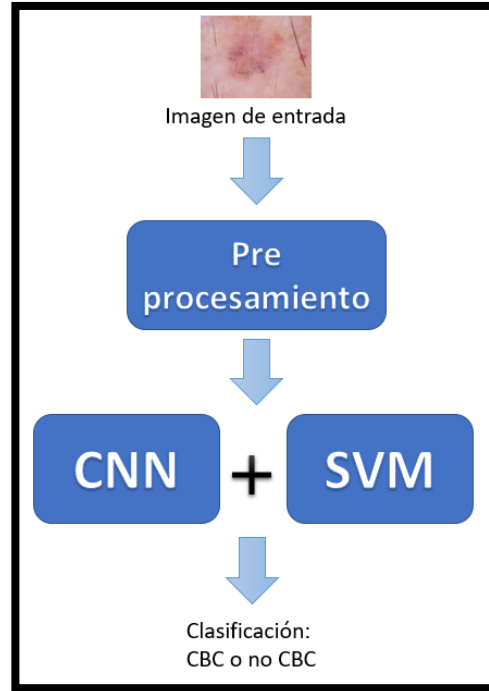 Imagen de entrada
Pre
procesamiento
CNN + SVM
Clasificación:
CBC o no CBC